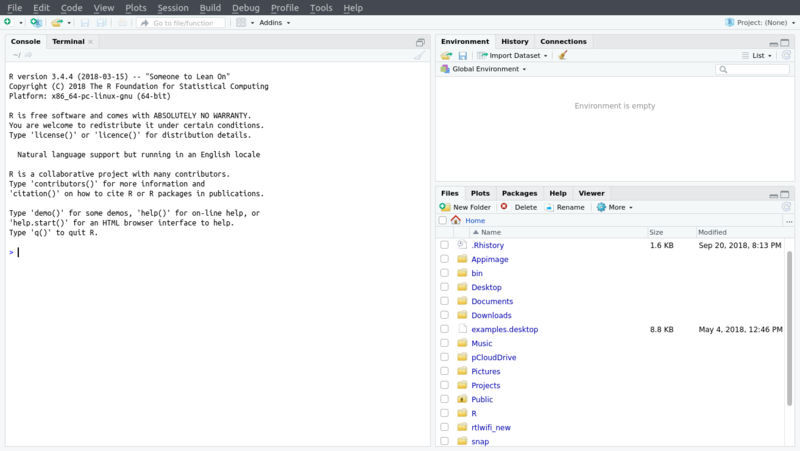 File Edit Code View Plots Session Build Debug Profile Tools Help
Go to file/function Addins Project: (None)
Console Terminal
~/
R version 3.4.4 (2018-03-15) -- "Someone to Lean On"
Copyright (C) 2018 The R Foundation for Statistical Computing
Platform: x86_64-pc-linux-gnu (64-bit)
R is free software and comes with ABSOLUTELY NO WARRANTY.
You are welcome to redistribute it under certain conditions.
Type 'license()' or 'licence()' for distribution details.
Natural language support but running in an English locale
R is a collaborative project with many contributors.
Type 'contributors()' for more information and
'citation()' on how to cite R or R packages in publications.
Type 'demo()' for some demos, 'help()' for on-line help, or
'help.start()' for an HTML browser interface to help.
Type 'q()' to quit R.
>
Environment History Connections
Import Dataset List
Global Environment
Environment is empty
Files Plots Packages Help Viewer
New Folder Delete Rename More
Home ...
Name Size Modified
.Rhistory 1.6 KB Sep 20, 2018, 8:13 PM
Appimage
bin
Desktop
Documents
Downloads
examples.desktop 8.8 KB May 4, 2018, 12:46 PM
Music
pCloudDrive
Pictures
Projects
Public
R
rtlwifi_new
snap